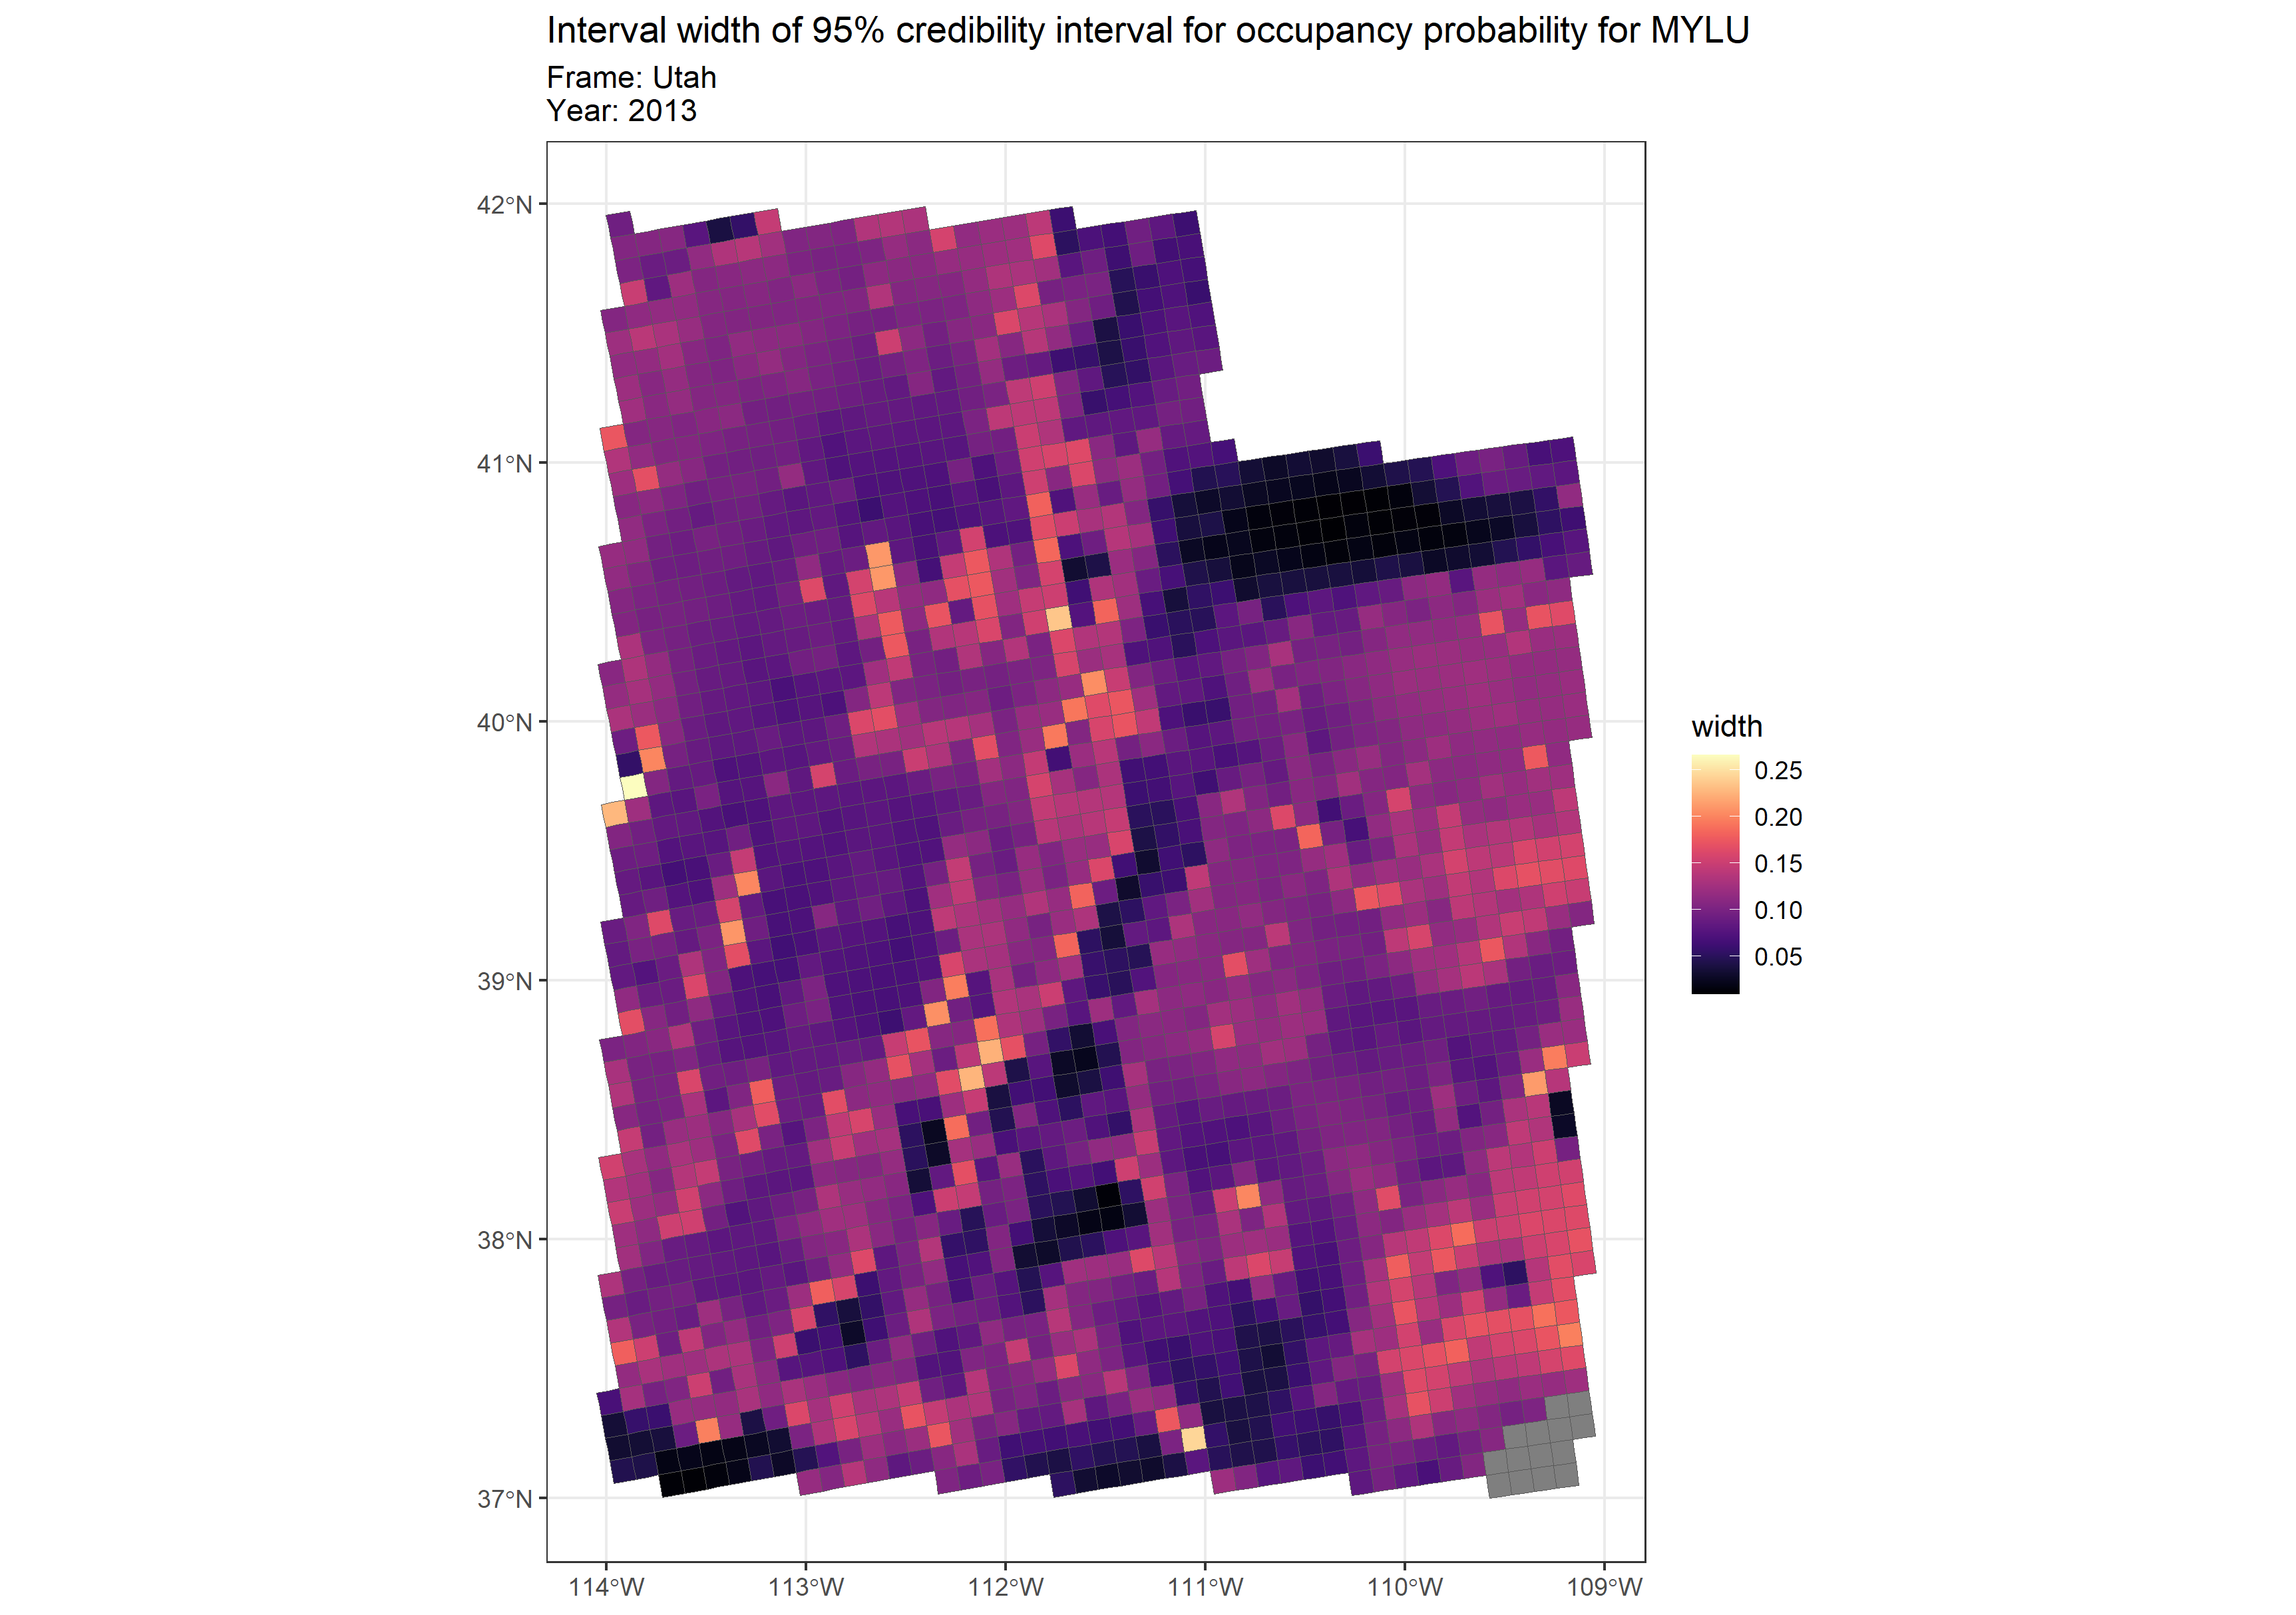 Interval width of 95% credibility interval for occupancy probability for MYLU
Frame: Utah
Year: 2013
42°N
41°N
40°N
39°N
38°N
37°N
114°W
113°W
112°W
111°W
110°W
109°W
width
0.25
0.20
0.15
0.10
0.05